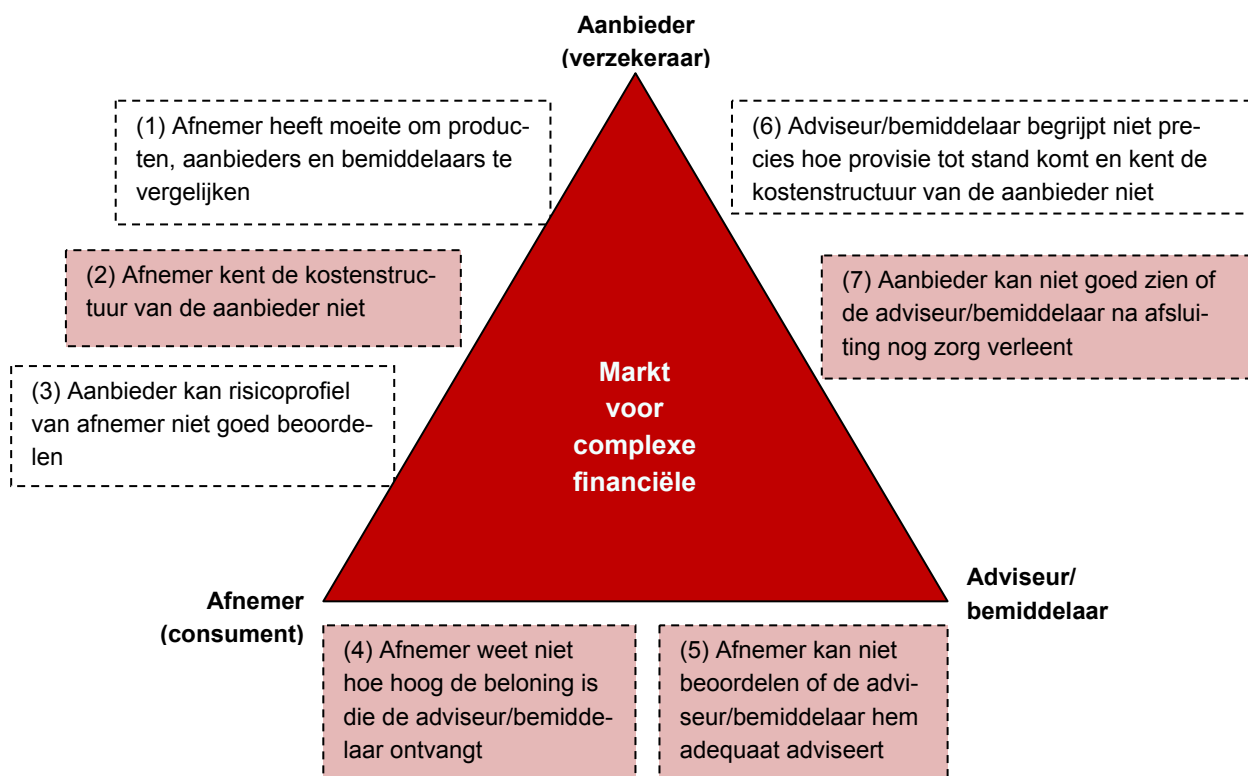 Aanbieder
(verzekeraar)
(1) Afnemer heeft moeite om produc-
ten, aanbieders en bemiddelaars te
vergelijken
(6) Adviseur/bemiddelaar begrijpt niet pre-
cies hoe provisie tot stand komt en kent de
kostenstructuur van de aanbieder niet
(2) Afnemer kent de kostenstruc-
tuur van de aanbieder niet
(7) Aanbieder kan niet goed zien of
de adviseur/bemiddelaar na afslui-
ting nog zorg verleent
(3) Aanbieder kan risicoprofiel
van afnemer niet goed beoorde-
len
Markt
voor
complexe
financiële
Afnemer
(consument)
Adviseur/
bemiddelaar
(4) Afnemer weet niet
hoe hoog de beloning is
die de adviseur/bemidde-
laar ontvangt
(5) Afnemer kan niet
beoordelen of de advi-
seur/bemiddelaar hem
adequaat adviseert